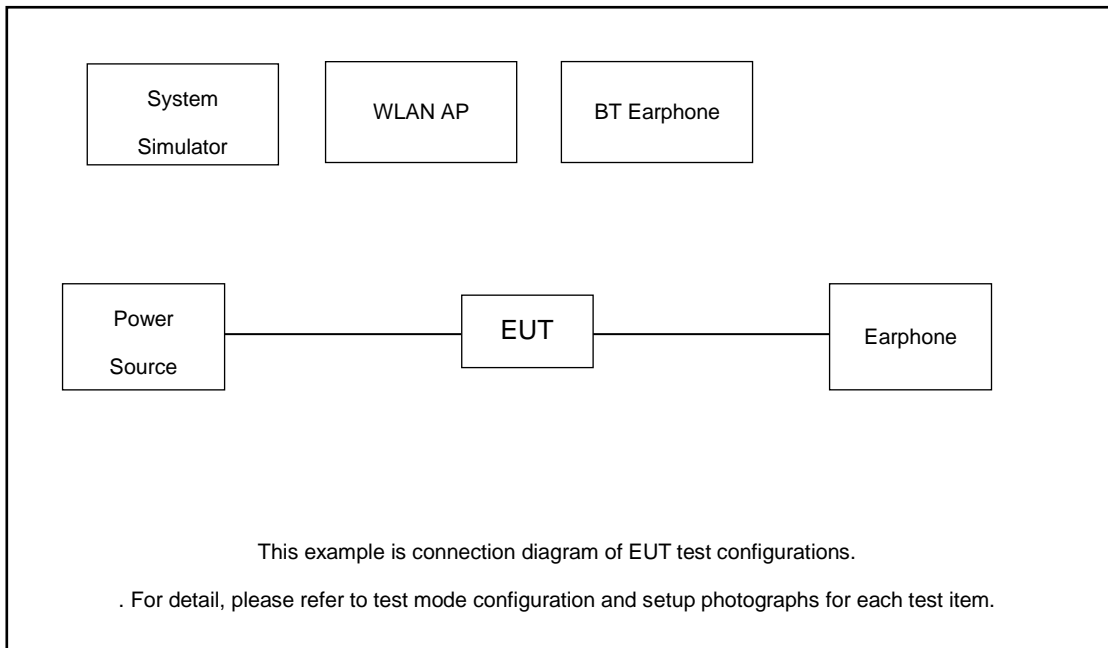 System
Simulator
WLAN AP
BT Earphone
Power
Source
EUT
Earphone
This example is connection diagram of EUT test configurations.
. For detail, please refer to test mode configuration and setup photographs for each test item.